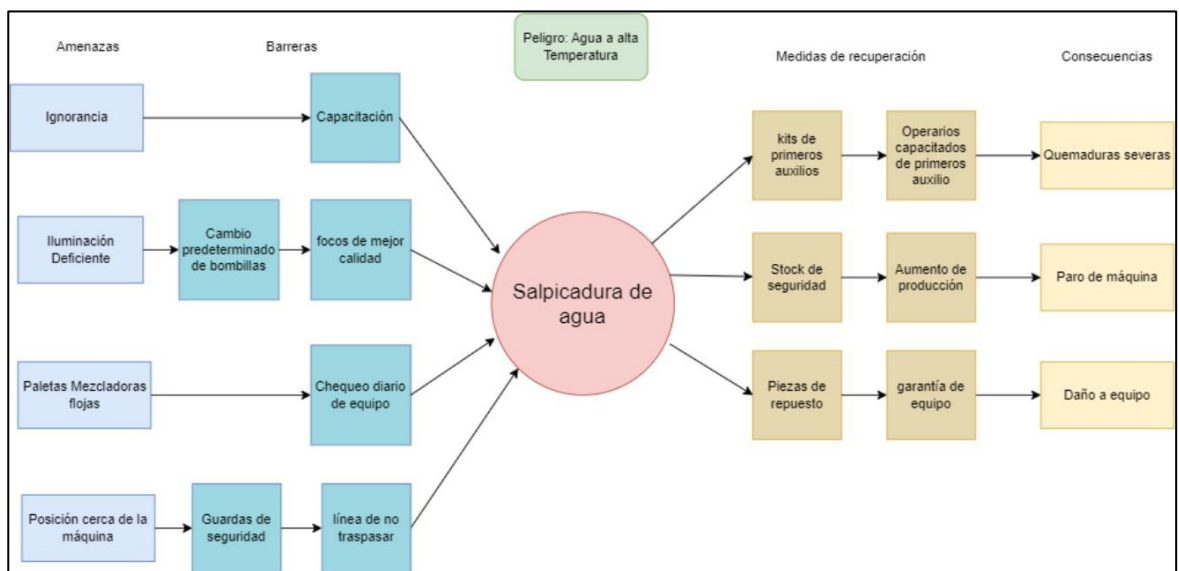 Amenazas
Barreras
Peligro: Agua a alta
Temperatura
Medidas de recuperación
Consecuencias
Ignorancia
Capacitación
kits de
primeros
auxilios
Operarios
capacitados
de primeros
auxilio
Quemaduras severas
Iluminación
Deficiente
Cambio
predeterminado
de bombillas
focos de mejor
calidad
Salpicadura de
agua
Stock de
seguridad
Aumento de
producción
Paro de máquina
Paletas Mezcladoras
flojas
Chequeo diario
de equipo
Piezas de
repuesto
garantía de
equipo
Daño a equipo
Posición cerca de la
máquina
Guardas de
seguridad
línea de no
traspasar